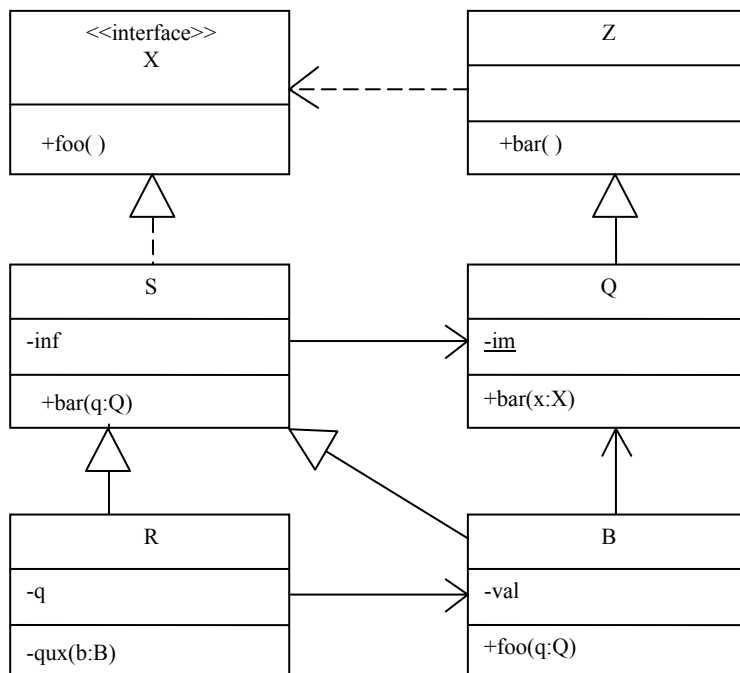 <<interface>>
X
+foo( )
Z
+bar( )
S
-inf
+bar(q:Q)
Q
-im
+bar(x:X)
R
-q
-qux(b:B)
B
-val
+foo(q:Q)